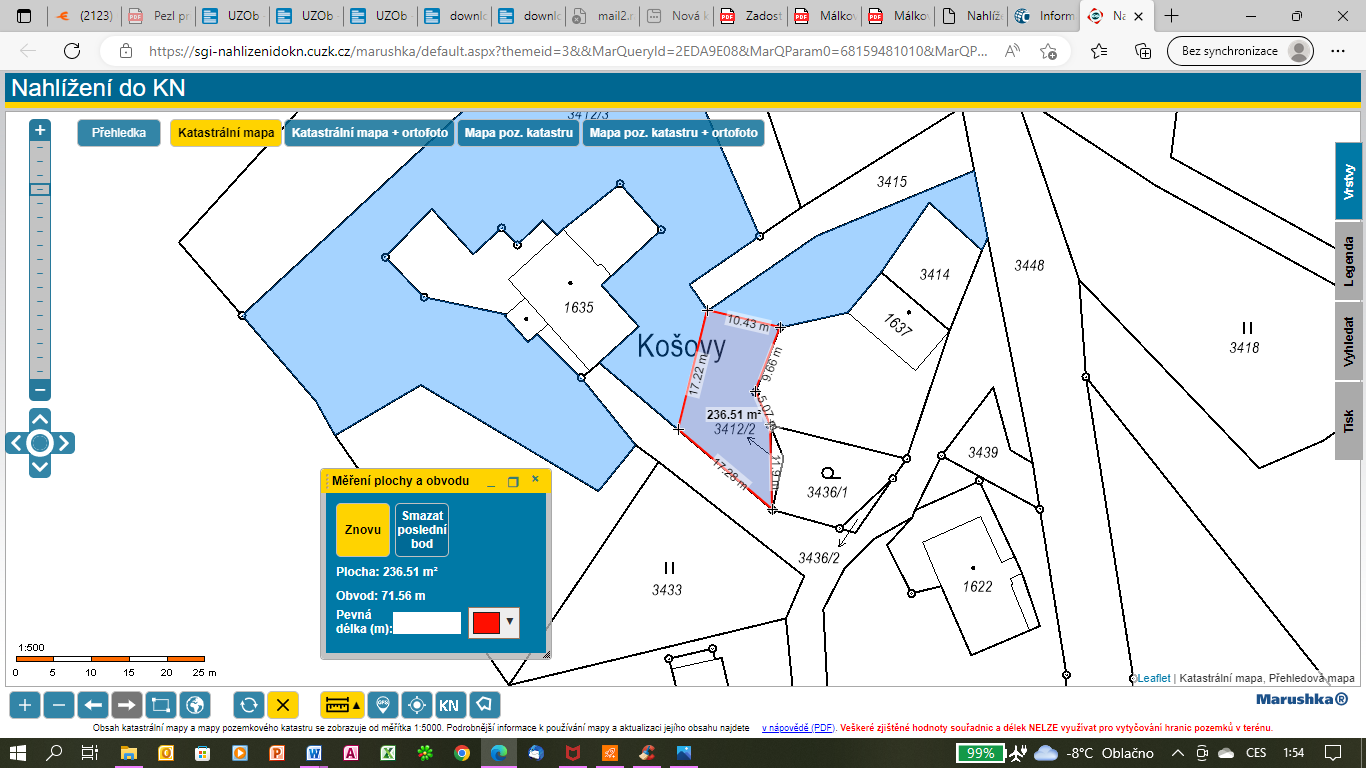 (2123)
Pezl pr
UZOb
UZOb
UZOb
downlo
downlo
mail2.r
Nová k
Zadost
Málkov
Málkov
Nahlíže
Inform
Na
https://sgi-nahlizenidokn.cuzk.cz/marushka/default.aspx?themeid=3&&MarQueryId=2EDA9E08&MarQParam0=68159481010&MarQP...
Bez synchronizace
Nahlížení do KN
3412/3
Přehledka
Katastrální mapa
Katastrální mapa + ortofoto
Mapa poz. katastru
Mapa poz. katastru + ortofoto
Vrstvy
Legenda
Vyhledat
Tisk
3415
3414
3448
1635
1637
10.43 m
Košovy
3418
17.22 m
9.66 m
5.07
236.51 m²
3412/2
3439
17.28 m
3436/1
3436/2
1622
3433
Měření plochy a obvodu
Znovu
Smazat
poslední
bod
Plocha: 236.51 m²
Obvod: 71.56 m
Pevná
délka (m):
1:500
0 5 10 15 20 25 m
Leaflet | Katastrální mapa, Přehledová mapa
KN
Marushka®
Obsah katastrální mapy a mapy pozemkového katastru se zobrazuje od měřítka 1:5000. Podrobnější informace k používání mapy a aktualizaci jejího obsahu najdete v nápovědě (PDF). Veškeré zjištěné hodnoty souřadnic a délek NELZE využívat pro vytyčování hranic pozemků v terénu.
99%
-8°C Oblačno
CES
1:54